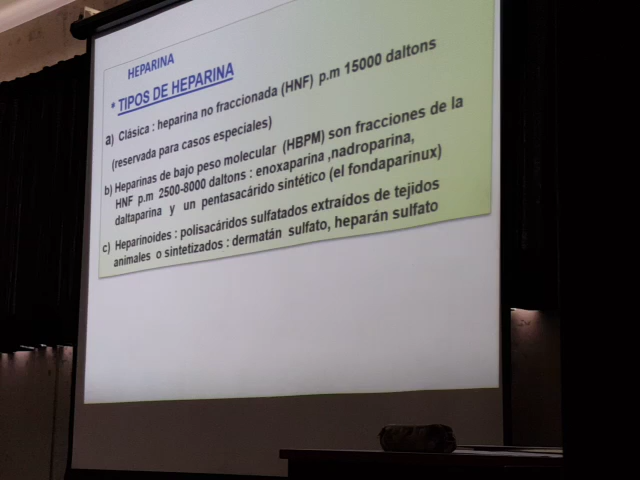 HEPARINA
* TIPOS DE HEPARINA
a) Clásica : heparina no fraccionada (HNF) p.m 15000 daltons
(reservada para casos especiales)
b) Heparinas de bajo peso molecular (HBPM) son fracciones de la
HNF p.m 2500-8000 daltons : enoxaparina ,nadroparina,
daltaparina y un pentasacárido sintético (el fondaparinux)
c) Heparinoides : polisacáridos sulfatados extraídos de tejidos
animales o sintetizados : dermatán sulfato, heparán sulfato